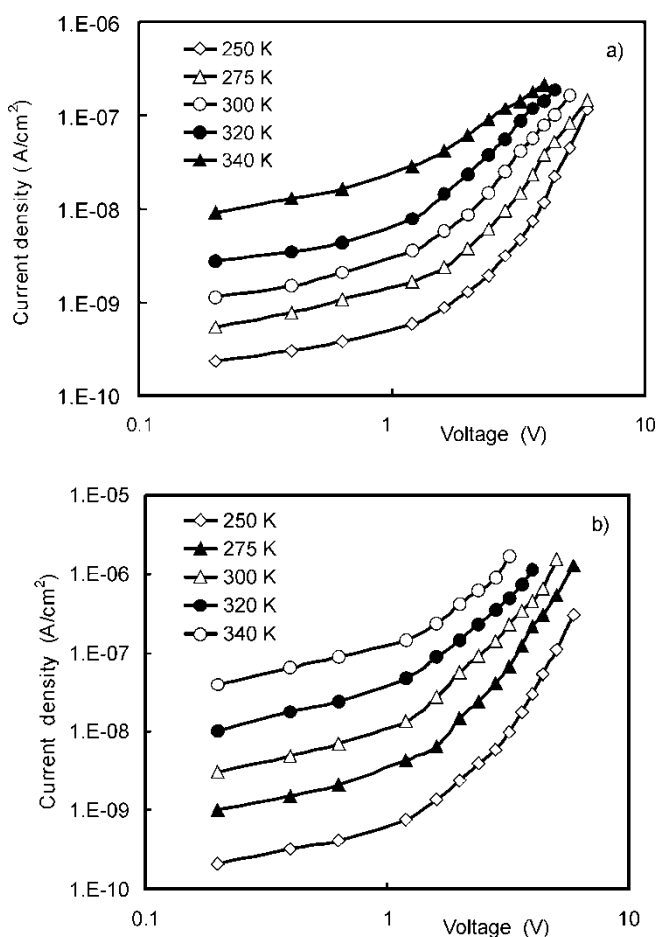 1.E-06
a)
250 K
275 K
300 K
320 K
340 K
1.E-07
1.E-08
1.E-09
1.E-10
Current density ( A/cm²)
0.1
1
10
Voltage (V)
1.E-05
b)
250 K
275 K
300 K
320 K
340 K
1.E-06
1.E-07
1.E-08
1.E-09
1.E-10
Current density (A/cm²)
0.1
1
10
Voltage (V)